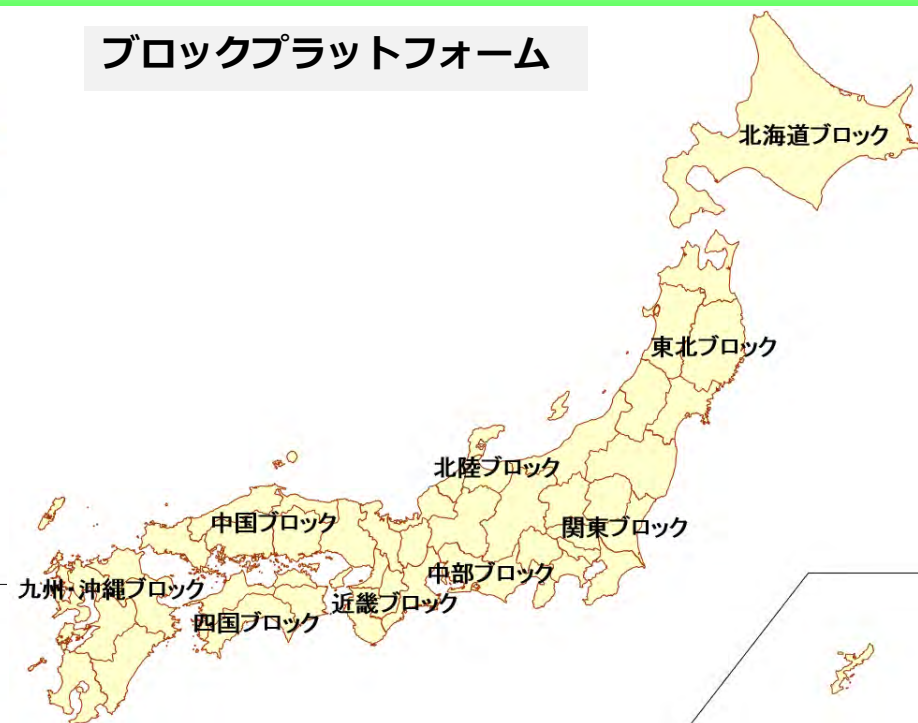 ブロックプラットフォーム
北海道ブロック
東北ブロック
北陸ブロック
中国ブロック
関東ブロック
中部ブロック
九州・沖縄ブロック
近畿ブロック
四国ブロック